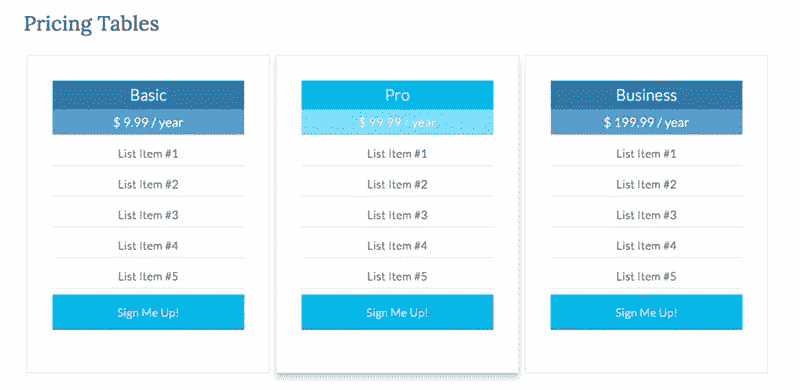 Pricing Tables
Basic
$ 9.99 / year
List Item #1
List Item #2
List Item #3
List Item #4
List Item #5
Sign Me Up!
Pro
$ 99.99 / year
List Item #1
List Item #2
List Item #3
List Item #4
List Item #5
Sign Me Up!
Business
$ 199.99 / year
List Item #1
List Item #2
List Item #3
List Item #4
List Item #5
Sign Me Up!